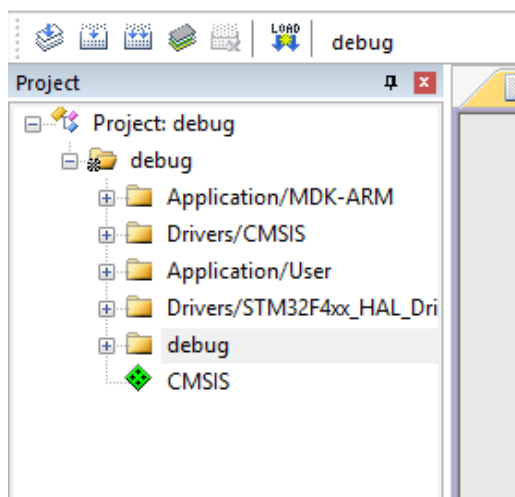 LOAD
debug
Project
Project: debug
debug
Application/MDK-ARM
Drivers/CMSIS
Application/User
Drivers/STM32F4xx_HAL_Dri
debug
CMSIS